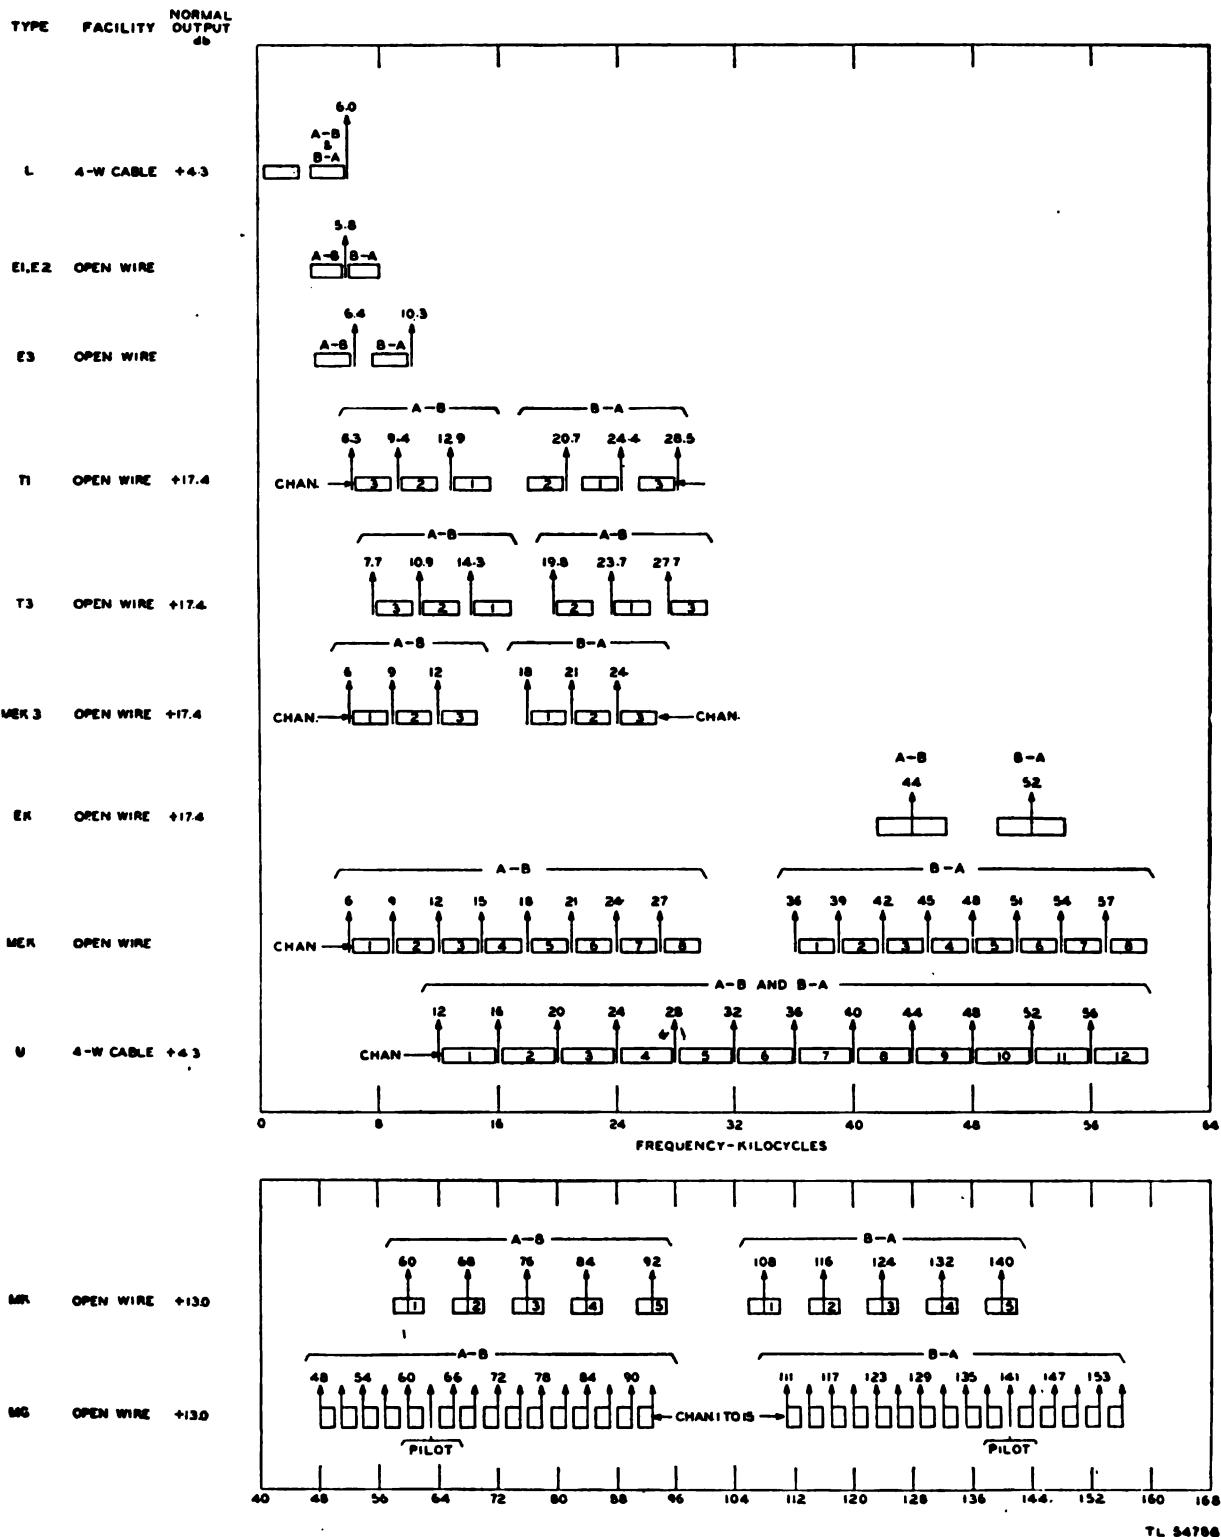 TYPE FACILITY NORMAL OUTPUT db
6.0
A-B & B-A
L 4-W CABLE +4.3
5.8
A-B B-A
E1,E2 OPEN WIRE
6.4 10.3
A-B B-A
E3 OPEN WIRE
A-B B-A
6.3 9.4 12.9 20.7 24.4 28.5
T1 OPEN WIRE +17.4 CHAN. 3 2 1 2 1 3
A-B A-B
7.7 10.9 14.3 19.8 23.7 27.7
T3 OPEN WIRE +17.4 3 2 1 2 1 3
A-B B-A
6 9 12 18 21 24
MEK 3 OPEN WIRE +17.4 CHAN. 1 2 3 1 2 3 CHAN.
A-B B-A
44 52
EK OPEN WIRE +17.4
A-B B-A
6 9 12 15 18 21 24 27 36 39 42 45 48 51 54 57
MEK OPEN WIRE CHAN 1 2 3 4 5 6 7 8 1 2 3 4 5 6 7 8
A-B AND B-A
12 16 20 24 28 32 36 40 44 48 52 56
U 4-W CABLE +4.3 CHAN 1 2 3 4 5 6 7 8 9 10 11 12
0 8 16 24 32 40 48 56 64
FREQUENCY-KILOCYCLES
A-B B-A
60 68 76 84 92 108 116 124 132 140
MK OPEN WIRE +13.0 1 2 3 4 5 1 2 3 4 5
A-B B-A
48 54 60 66 72 78 84 90 111 117 123 129 135 141 147 153
MG OPEN WIRE +13.0 CHAN 1 TO 15
PILOT PILOT
40 48 56 64 72 80 88 96 104 112 120 128 136 144 152 160 168
TL 54786